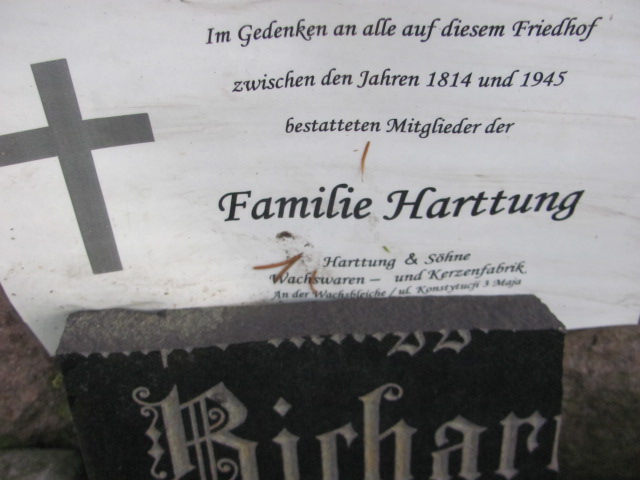 Im Gedenken an alle auf diesem Friedhof
zwischen den Jahren 1814 und 1945
bestatteten Mitglieder der
Familie Harttung
Harttung & Söhne
Wachswaren – und Kerzenfabrik
An der Wachsbleiche / ul. Konstytucji 3 Maja
Richar